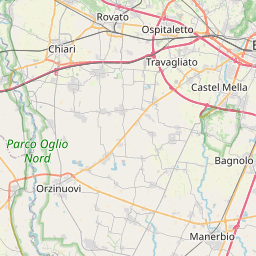 Rovato
Ospitaletto
Chiari
Travagliato
Castel Mella
Parco Oglio
Nord
Bagnolo
Orzinuovi
Manerbio